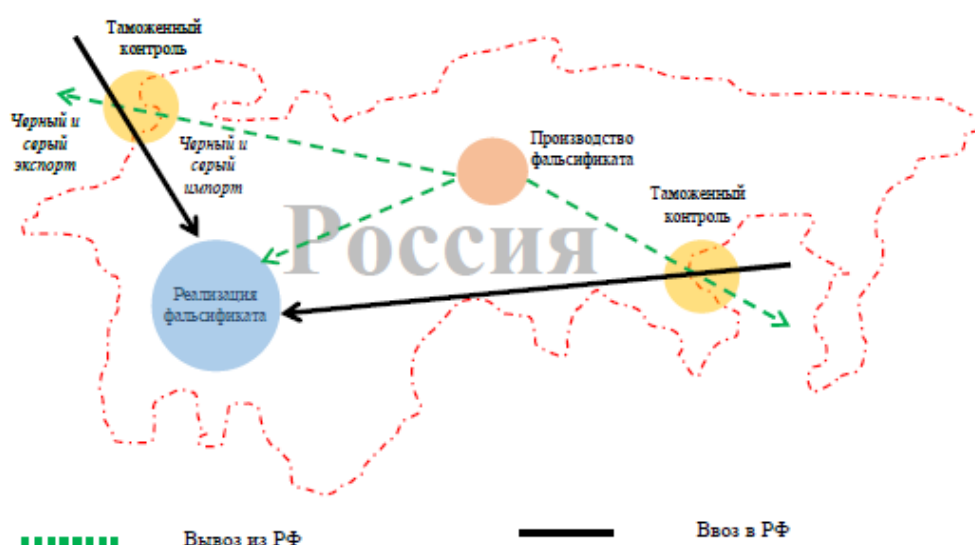 Таможенный
контроль
Черный и
серый
экспорт
Черный и
серый
импорт
Производство
фальсификата
Таможенный
контроль
Россия
Реализация
фальсификата
Вывоз из РФ
Ввоз в РФ